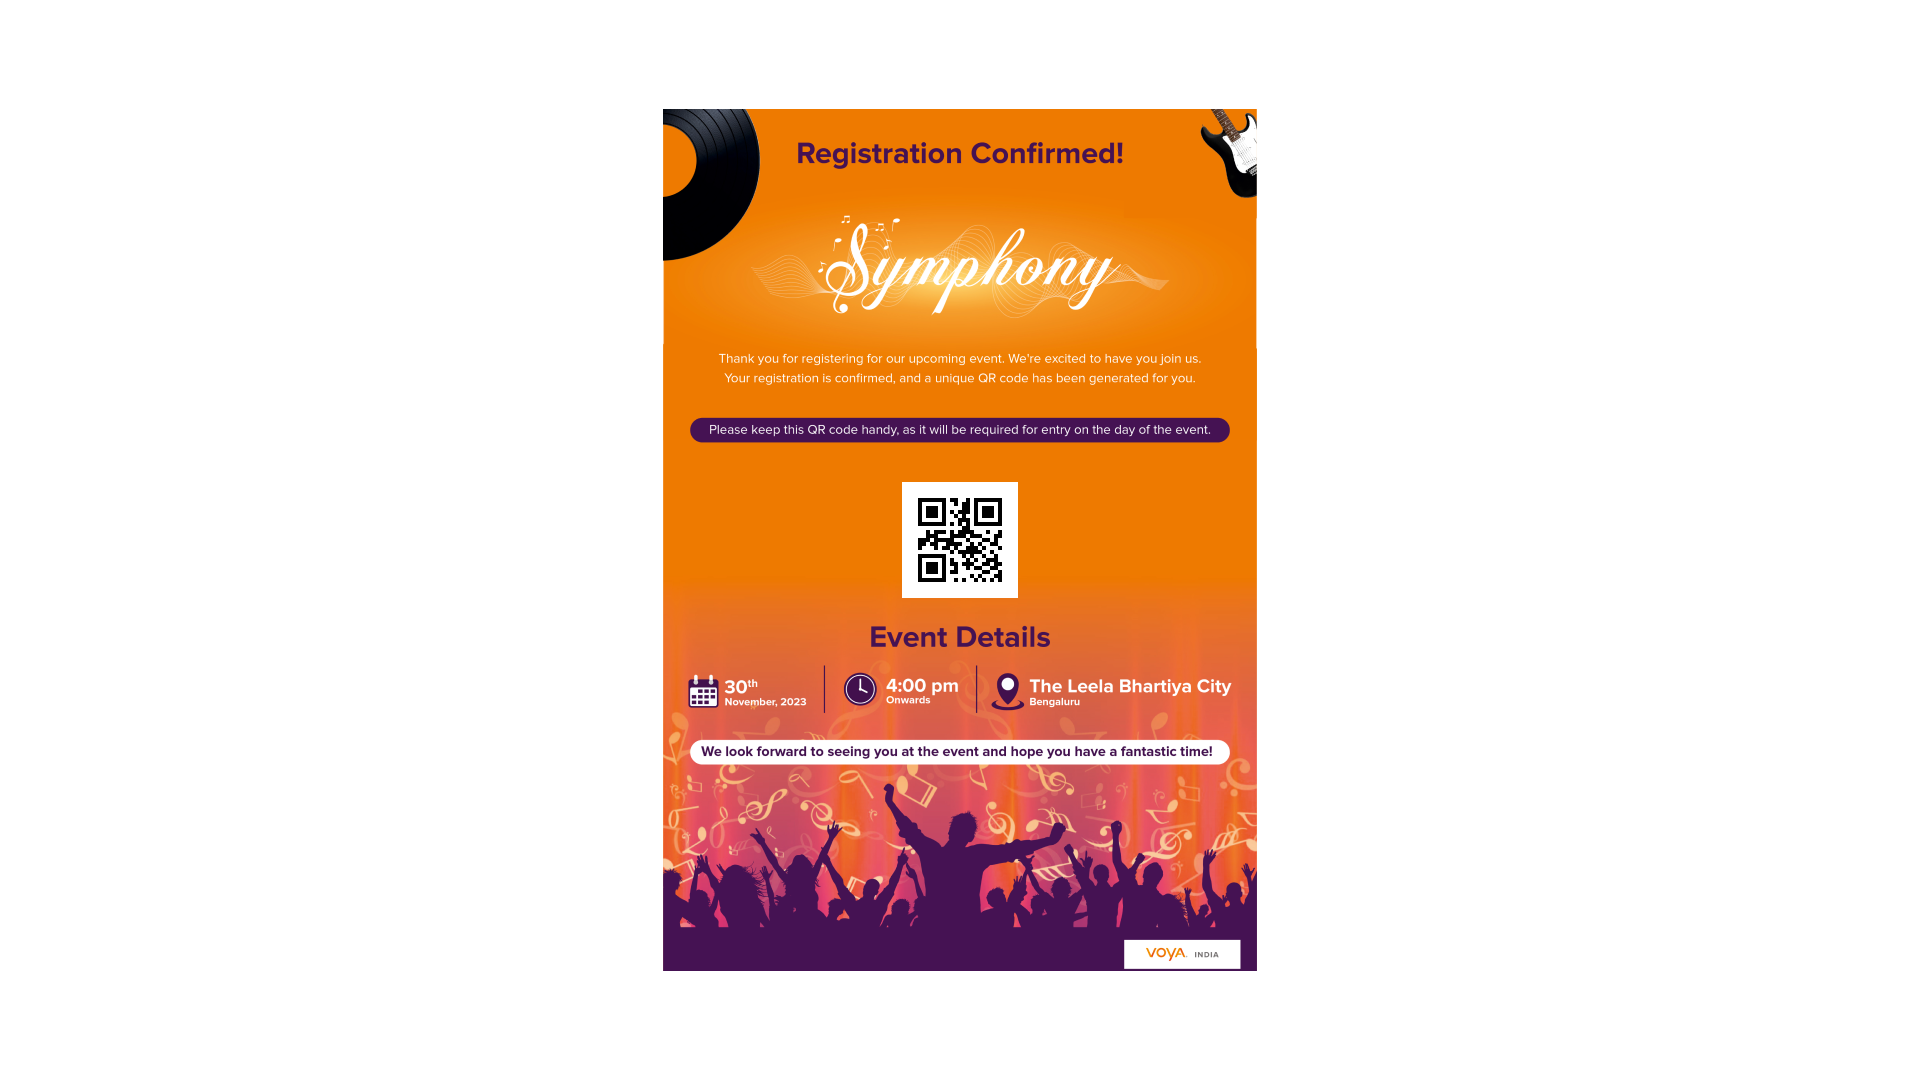 Registration Confirmed!
Symphony
Thank you for registering for our upcoming event. We're excited to have you join us.
Your registration is confirmed, and a unique QR code has been generated for you.
Please keep this QR code handy, as it will be required for entry on the day of the event.
Event Details
30th
November, 2023
4:00 pm
Onwards
The Leela Bhartiya City
Bengaluru
We look forward to seeing you at the event and hope you have a fantastic time!
VOYA INDIA